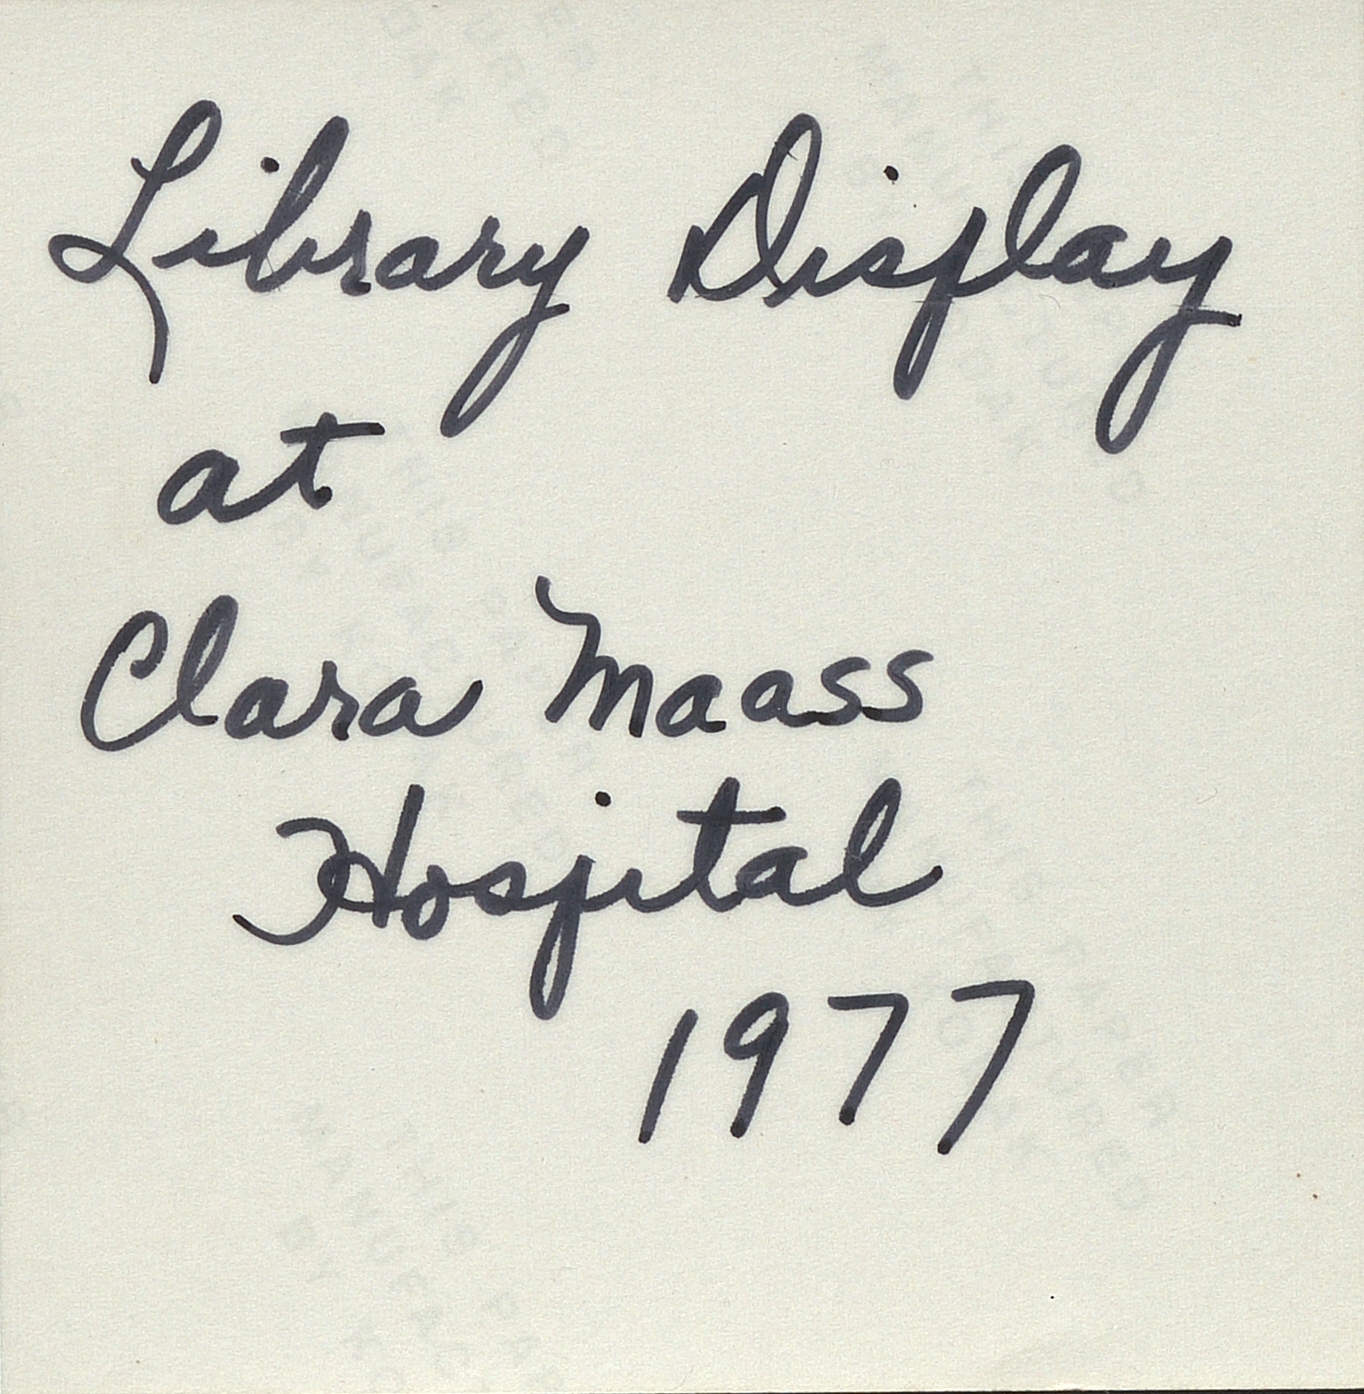 Library Display
at
Clara Maass
Hospital
1977